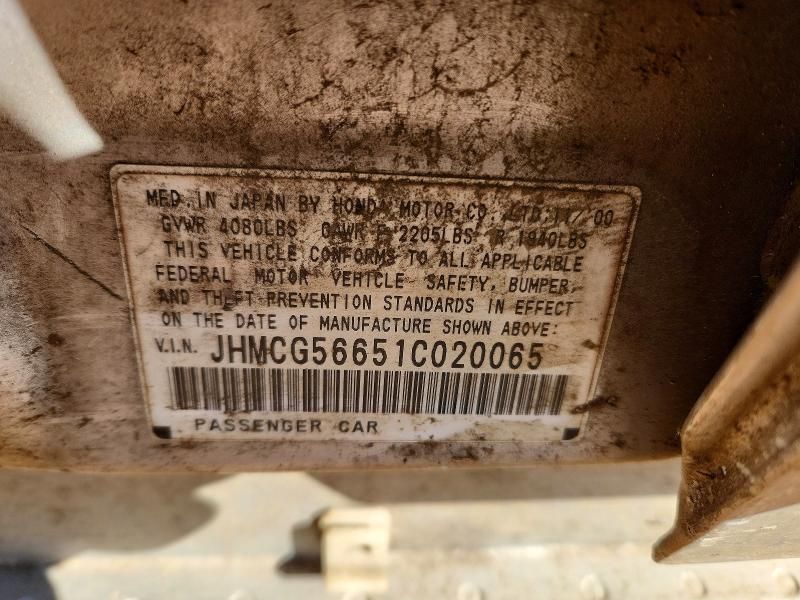 MFD. IN JAPAN BY HONDA MOTOR CO., LTD. 11/ 00
GVWR 4080LBS GAWR F 2205LBS R 1940LBS
THIS VEHICLE CONFORMS TO ALL APPLICABLE
FEDERAL MOTOR VEHICLE SAFETY, BUMPER,
AND THEFT PREVENTION STANDARDS IN EFFECT
ON THE DATE OF MANUFACTURE SHOWN ABOVE:
V.I.N. JHMCG56651C020065
PASSENGER CAR